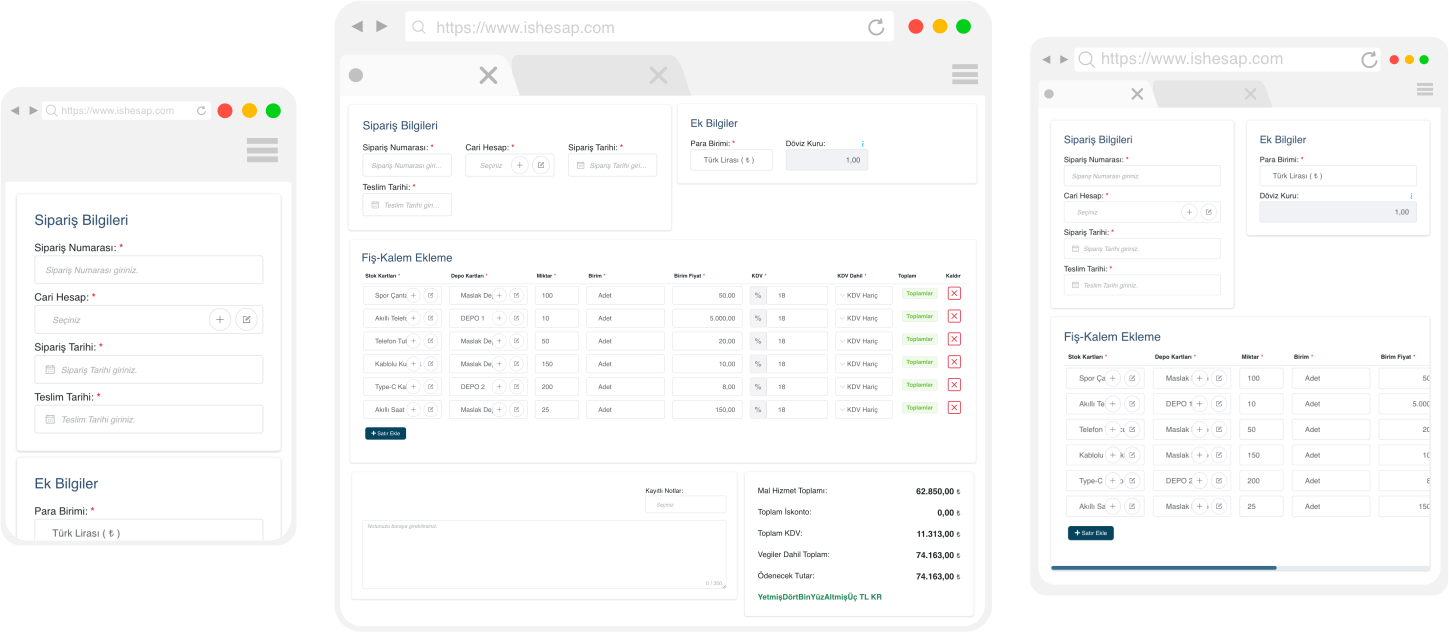 https://www.ishesap.com
Sipariş Bilgileri
Sipariş Numarası: *
Sipariş Numarası giriniz.
Cari Hesap: *
Seçiniz
Sipariş Tarihi: *
Sipariş Tarihi giriniz.
Teslim Tarihi: *
Teslim Tarihi giriniz.
Ek Bilgiler
Para Birimi: *
Türk Lirası ( ₺ )
https://www.ishesap.com
Sipariş Bilgileri
Sipariş Numarası: * Cari Hesap: * Sipariş Tarihi: *
Sipariş Numarası giri... Seçiniz Sipariş Tarihi giri...
Teslim Tarihi: *
Teslim Tarihi giri...
Ek Bilgiler
Para Birimi: * Döviz Kuru: i
Türk Lirası ( ₺ ) 1,00
Fiş-Kalem Ekleme
Stok Kartları * Depo Kartları * Miktar * Birim * Birim Fiyat * KDV * KDV Dahil * Toplam Kaldır
Spor Çanta Maslak De 100 Adet 50,00 % 18 KDV Hariç Toplamlar
Akıllı Telefo DEPO 1 10 Adet 5.000,00 % 18 KDV Hariç Toplamlar
Telefon Tut Maslak De 50 Adet 20,00 % 18 KDV Hariç Toplamlar
Kablolu Ku Maslak De 150 Adet 10,00 % 18 KDV Hariç Toplamlar
Type-C Ka DEPO 2 200 Adet 8,00 % 18 KDV Hariç Toplamlar
Akıllı Saat Maslak De 25 Adet 150,00 % 18 KDV Hariç Toplamlar
+ Satır Ekle
Kayıtlı Notlar:
Seçiniz
Notunuzu buraya girebilirsiniz.
0 / 250
Mal Hizmet Toplamı: 62.850,00 ₺
Toplam İskonto: 0,00 ₺
Toplam KDV: 11.313,00 ₺
Vegiler Dahil Toplam: 74.163,00 ₺
Ödenecek Tutar: 74.163,00 ₺
YetmişDörtBinYüzAltmışÜç TL KR
https://www.ishesap.com
Sipariş Bilgileri
Sipariş Numarası: *
Sipariş Numarası giriniz.
Cari Hesap: *
Seçiniz
Sipariş Tarihi: *
Sipariş Tarihi giriniz.
Teslim Tarihi: *
Teslim Tarihi giriniz.
Ek Bilgiler
Para Birimi: *
Türk Lirası ( ₺ )
Döviz Kuru: i
1,00
Fiş-Kalem Ekleme
Stok Kartları * Depo Kartları * Miktar * Birim * Birim Fiyat *
Spor Ça Maslak 100 Adet 50
Akıllı Te DEPO 1 10 Adet 5.000
Telefon Maslak 50 Adet 20
Kablolu Maslak 150 Adet 10
Type-C DEPO 2 200 Adet 8
Akıllı Sa Maslak 25 Adet 150
+ Satır Ekle